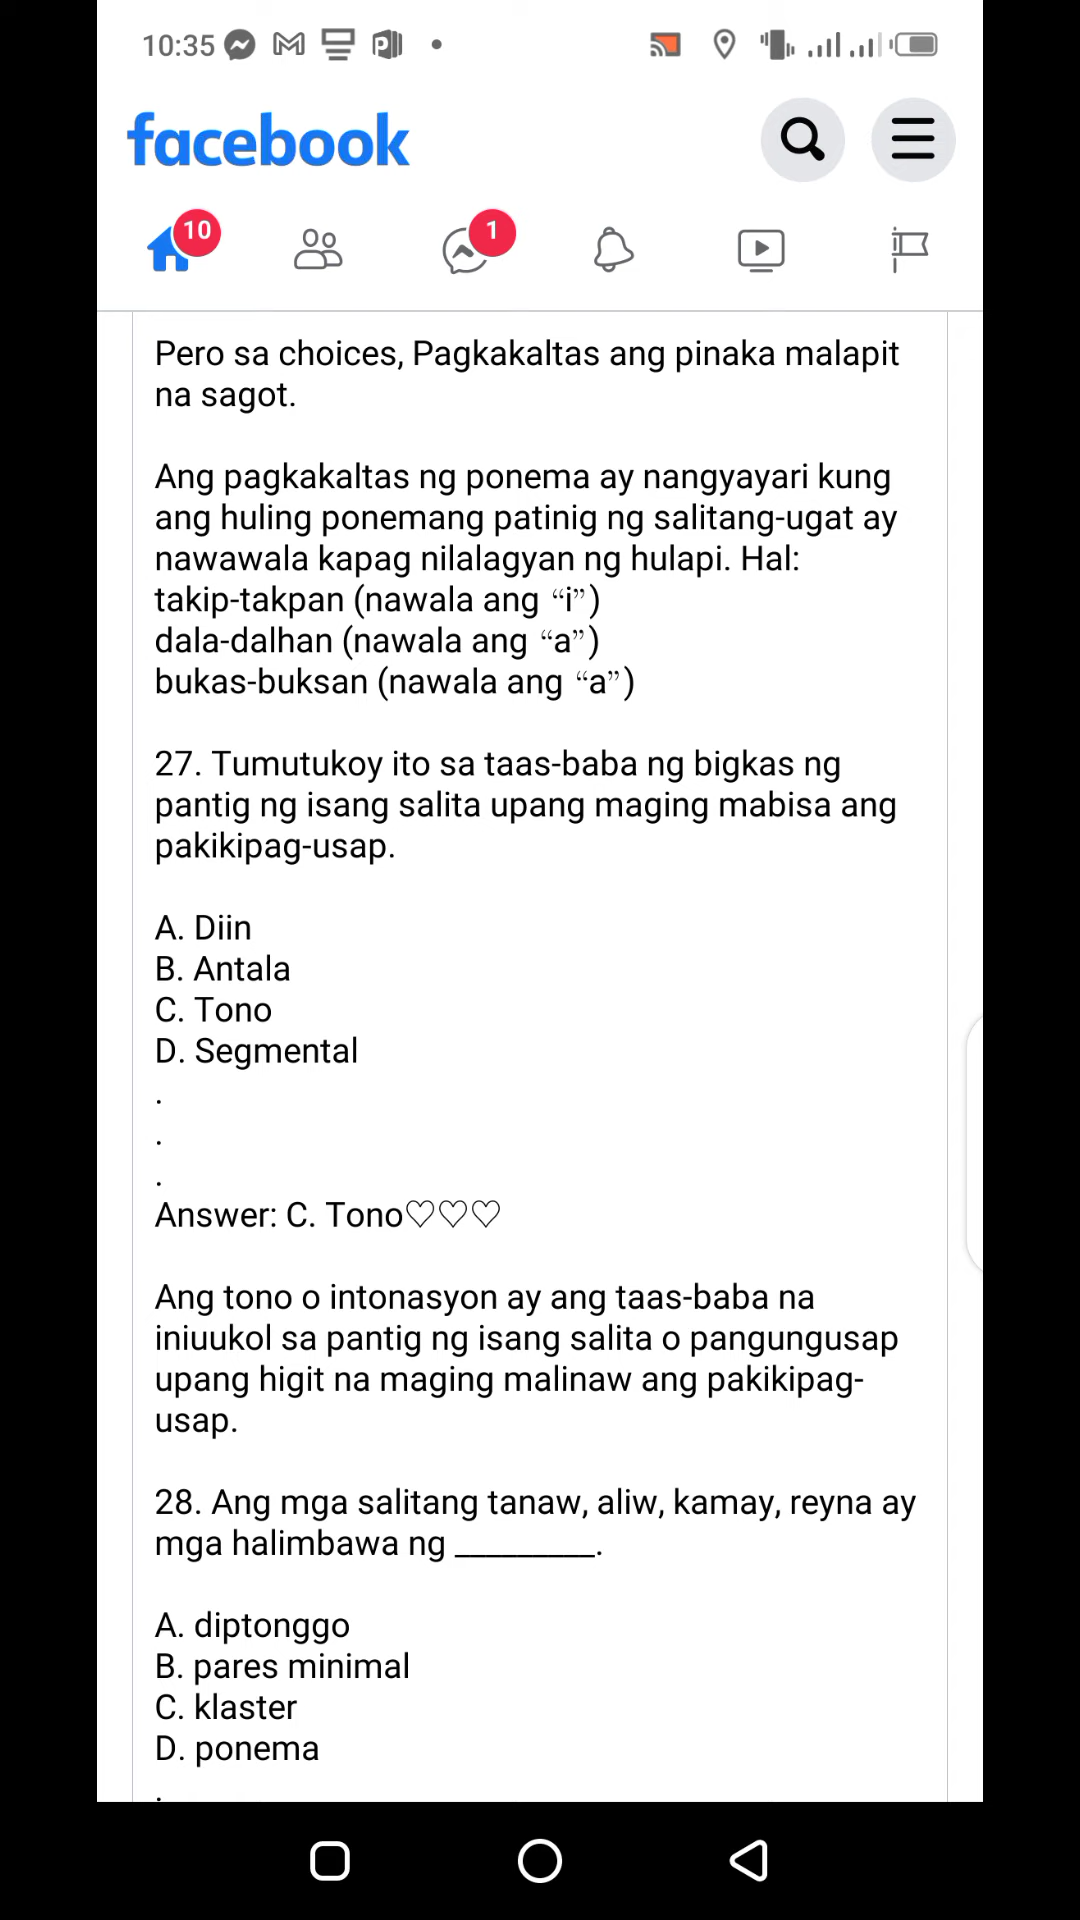 10:35
facebook
10
1
Pero sa choices, Pagkakaltas ang pinaka malapit
na sagot.
Ang pagkakaltas ng ponema ay nangyayari kung
ang huling ponemang patinig ng salitang-ugat ay
nawawala kapag nilalagyan ng hulapi. Hal:
takip-takpan (nawala ang “i”)
dala-dalhan (nawala ang “a”)
bukas-buksan (nawala ang “a”)
27. Tumutukoy ito sa taas-baba ng bigkas ng
pantig ng isang salita upang maging mabisa ang
pakikipag-usap.
A. Diin
B. Antala
C. Tono
D. Segmental
.
.
.
Answer: C. Tono♡♡♡
Ang tono o intonasyon ay ang taas-baba na
iniuukol sa pantig ng isang salita o pangungusap
upang higit na maging malinaw ang pakikipag-
usap.
28. Ang mga salitang tanaw, aliw, kamay, reyna ay
mga halimbawa ng ________.
A. diptonggo
B. pares minimal
C. klaster
D. ponema
.